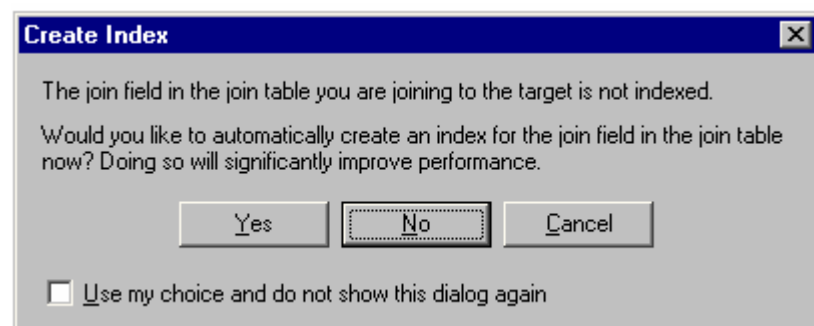 Create Index
The join field in the join table you are joining to the target is not indexed.
Would you like to automatically create an index for the join field in the join table
now? Doing so will significantly improve performance.
Yes No Cancel
Use my choice and do not show this dialog again